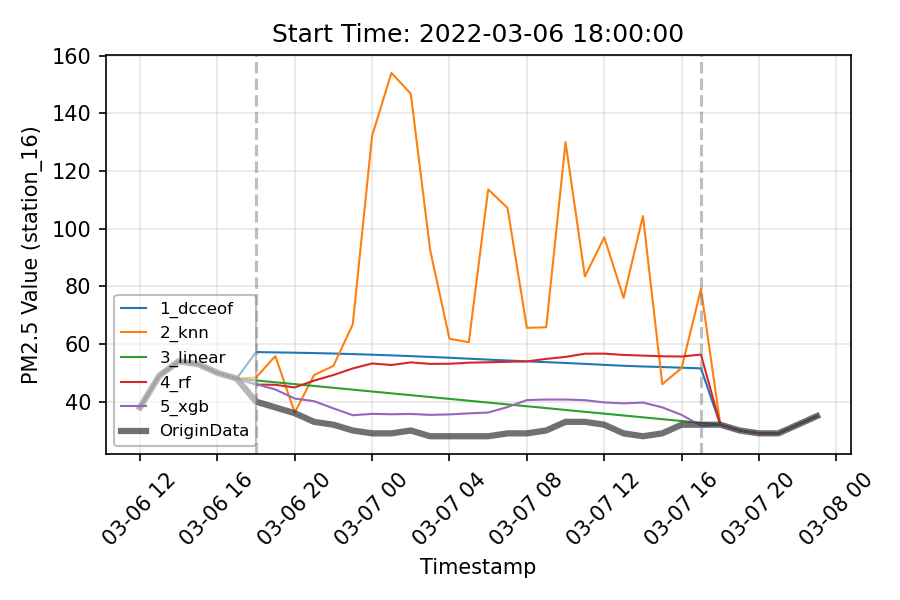 Start Time: 2022-03-06 18:00:00
PM2.5 Value (station_16)
160
140
120
100
80
60
40
1_dcceof
2_knn
3_linear
4_rf
5_xgb
OriginData
03-06 12
03-06 16
03-06 20
03-07 00
03-07 04
03-07 08
03-07 12
03-07 16
03-07 20
03-08 00
Timestamp